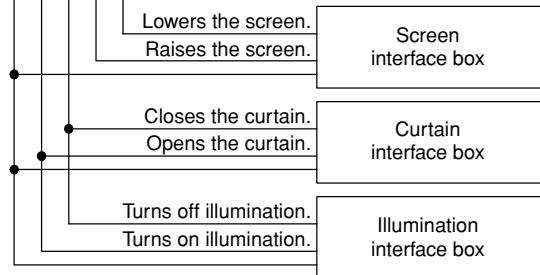 Lowers the screen.
Raises the screen.
Screen
interface box
Closes the curtain.
Opens the curtain.
Curtain
interface box
Turns off illumination.
Turns on illumination.
Illumination
interface box